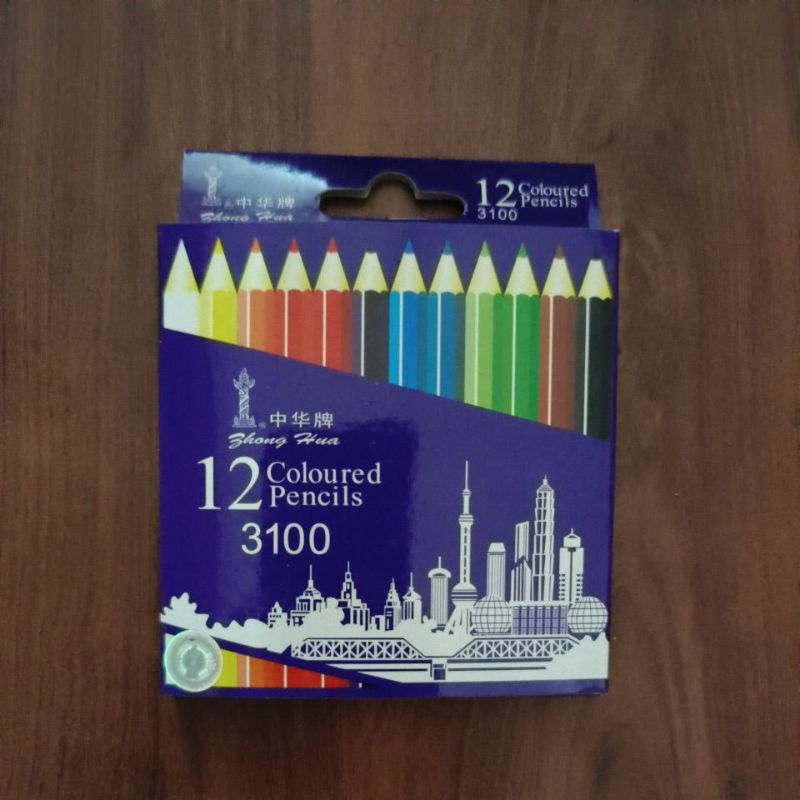 中华牌
Zhong Hua
12 Coloured
Pencils
3100
® 中华牌
Zhong Hua
12 Coloured
Pencils
3100